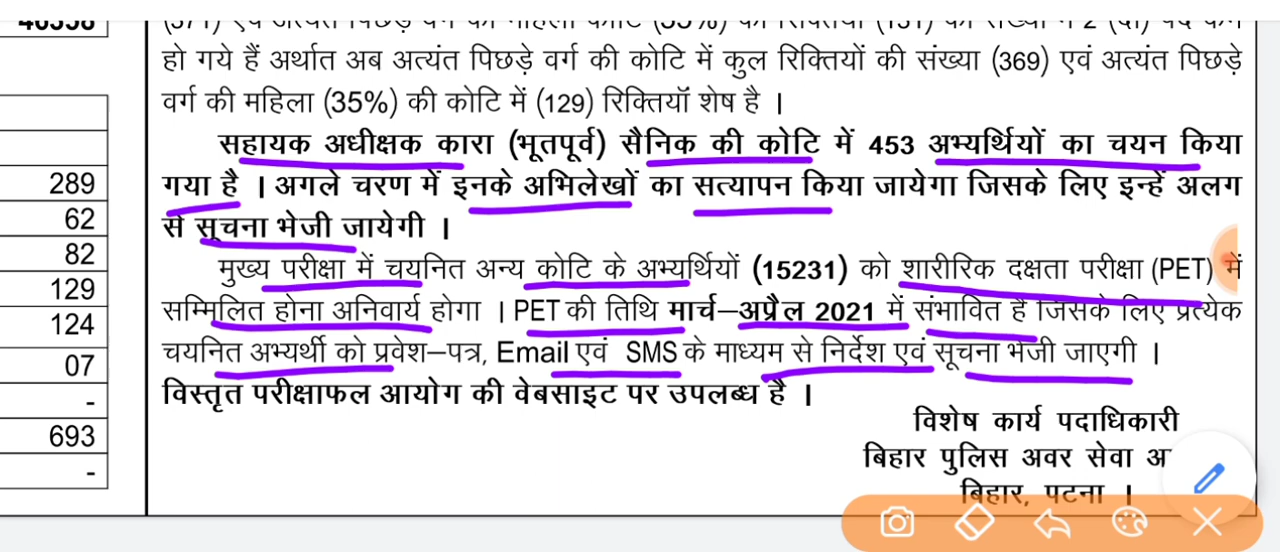 40598
289
62
82
129
124
07
-
693
-
हो गये हैं अर्थात अब अत्यंत पिछड़े वर्ग की कोटि में कुल रिक्तियों की संख्या (369) एवं अत्यंत पिछड़े
वर्ग की महिला (35%) की कोटि में (129) रिक्तियॉ शेष है ।
सहायक अधीक्षक कारा (भूतपूर्व) सैनिक की कोटि में 453 अभ्यर्थियों का चयन किया
गया है । अगले चरण में इनके अभिलेखों का सत्यापन किया जायेगा जिसके लिए इन्हें अलग
से सूचना भेजी जायेगी ।
मुख्य परीक्षा में चयनित अन्य कोटि के अभ्यर्थियों (15231) को शारीरिक दक्षता परीक्षा (PET) में
सम्मिलित होना अनिवार्य होगा । PET की तिथि मार्च–अप्रैल 2021 में संभावित है जिसके लिए प्रत्येक
चयनित अभ्यर्थी को प्रवेश–पत्र, Email एवं SMS के माध्यम से निर्देश एवं सूचना भेजी जाएगी ।
विस्तृत परीक्षाफल आयोग की वेबसाइट पर उपलब्ध है ।
विशेष कार्य पदाधिकारी
बिहार पुलिस अवर सेवा
बिहार, पटना ।